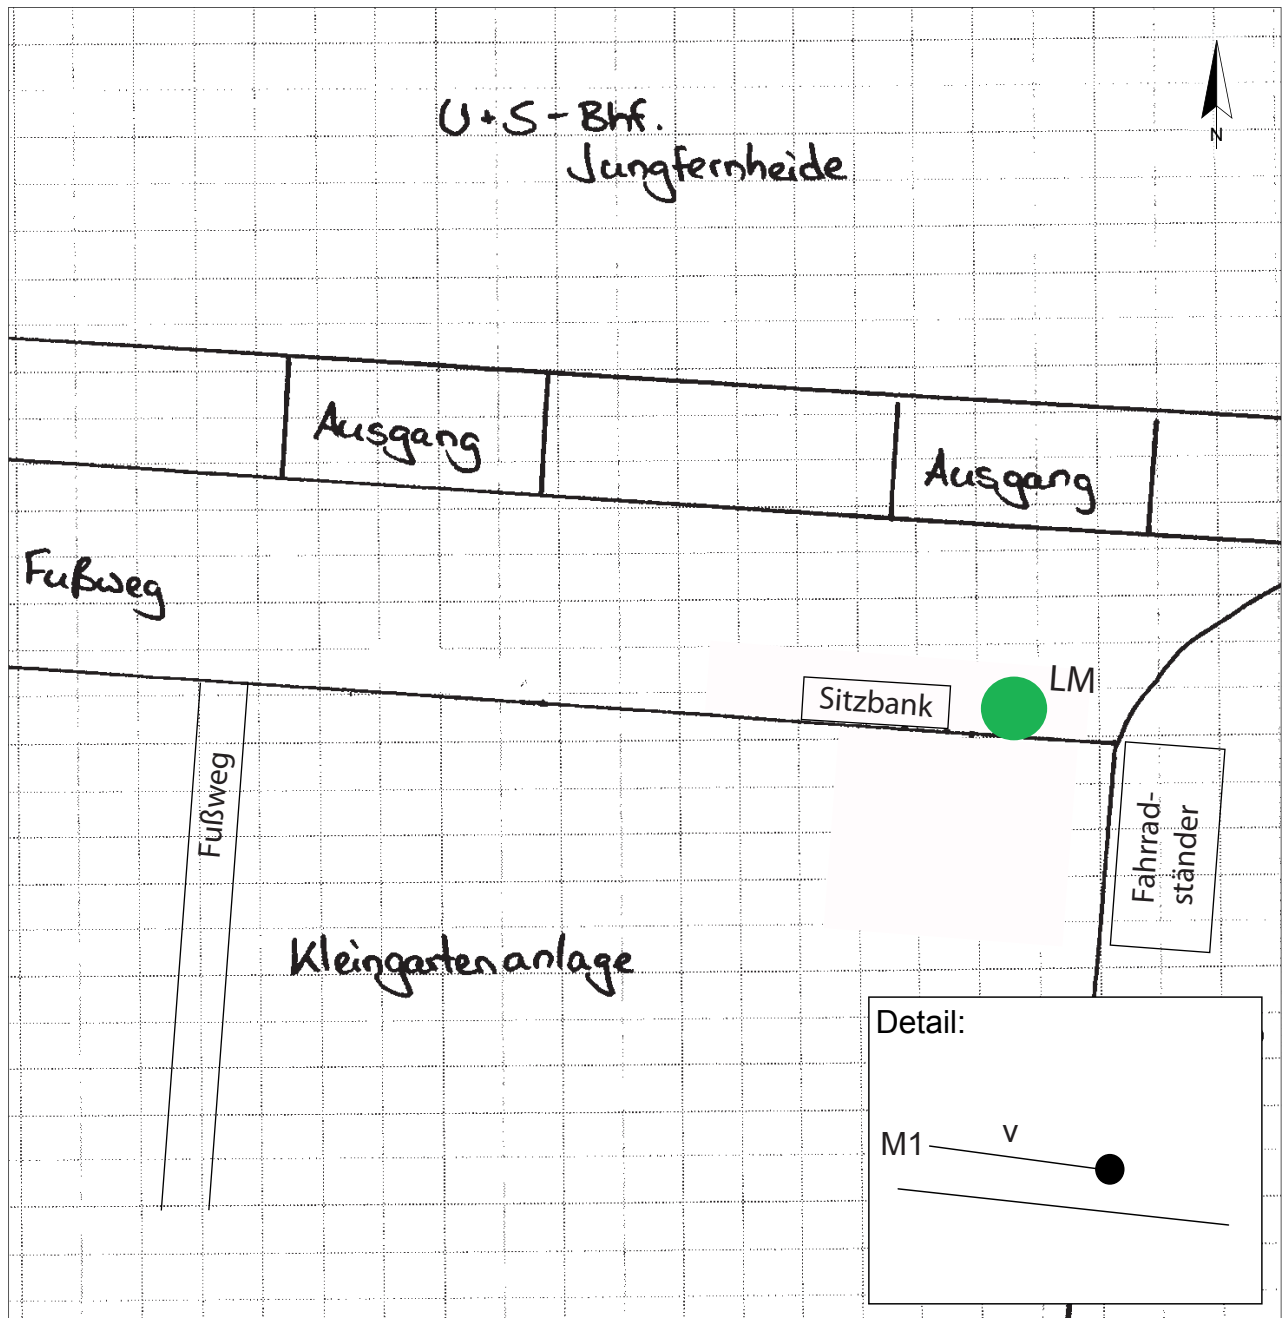 U + S - Bhf.
Jungfernheide
N
Ausgang
Ausgang
Fußweg
LM
Sitzbank
Fußweg
Fahrrad-
ständer
Kleingartenanlage
Detail:
v
M1